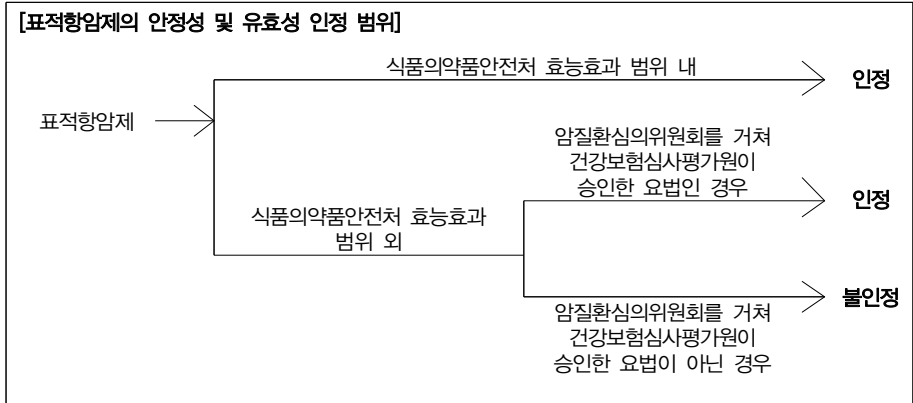 [표적항암제의 안정성 및 유효성 인정 범위]
식품의약품안전처 효능효과 범위 내
인정
표적항암제
암질환심의위원회를 거쳐
건강보험심사평가원이
승인한 요법인 경우
인정
식품의약품안전처 효능효과
범위 외
불인정
암질환심의위원회를 거쳐
건강보험심사평가원이
승인한 요법이 아닌 경우